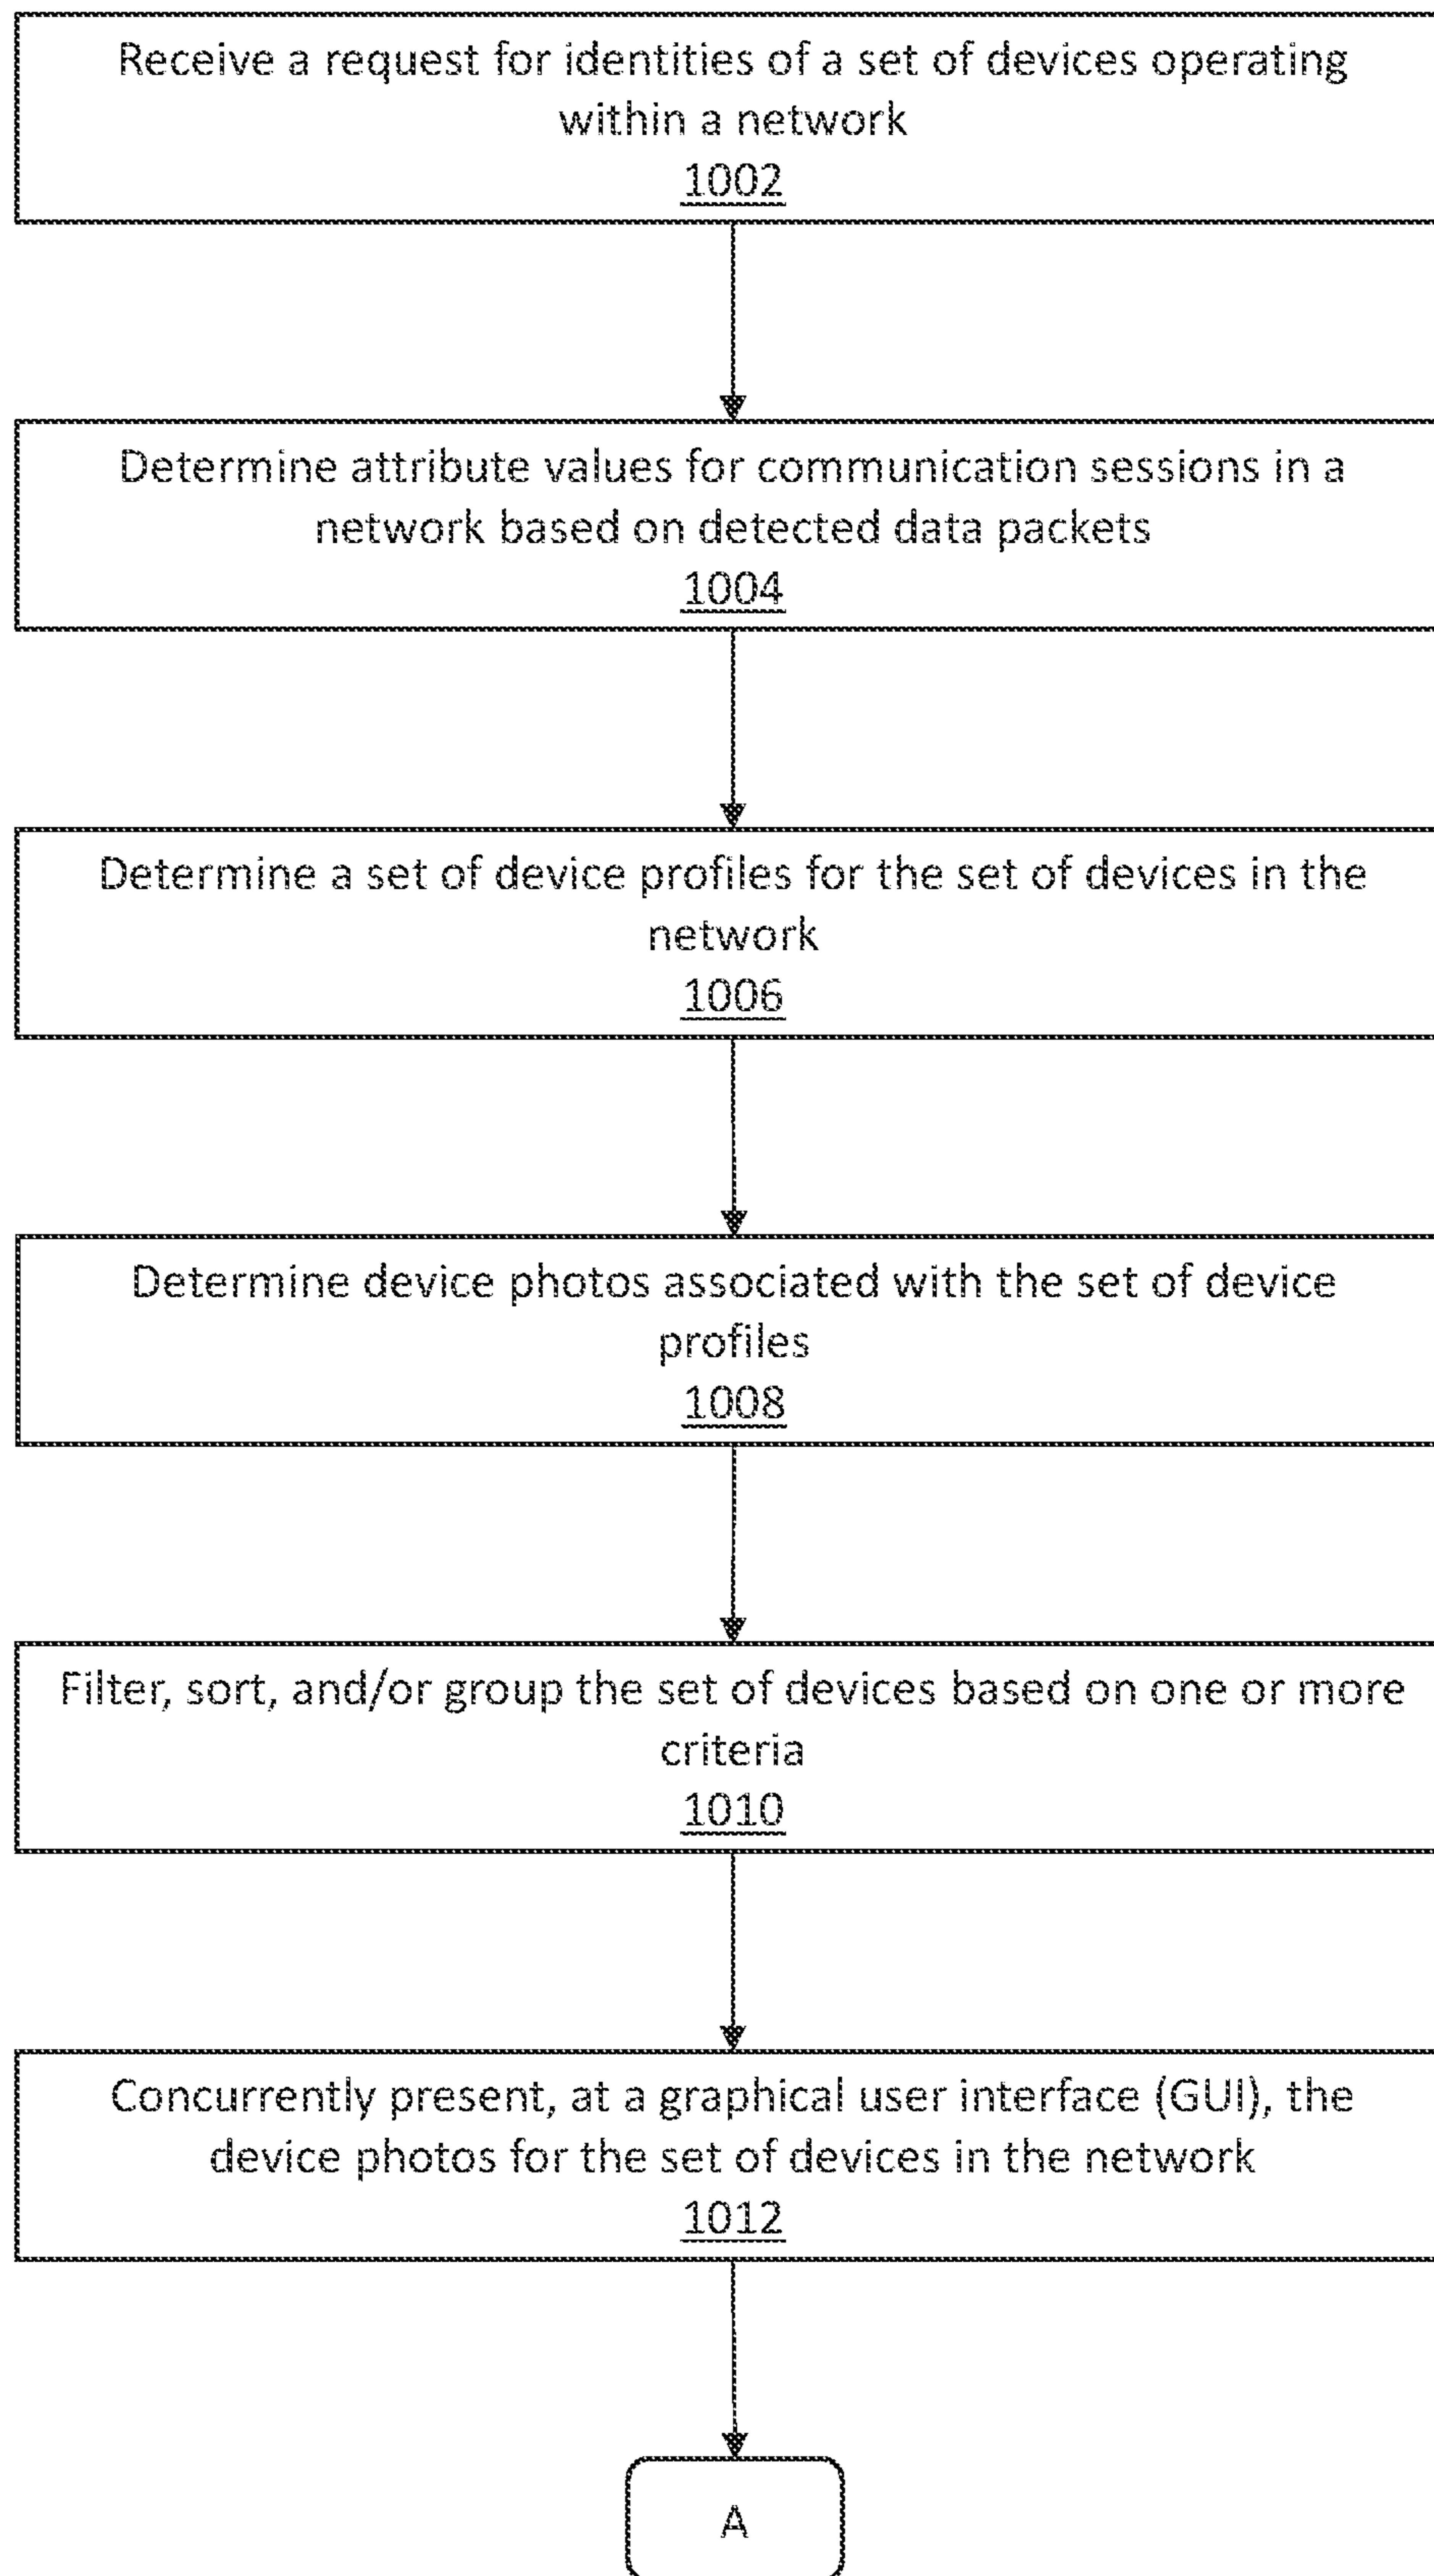 Receive a request for identities of a set of devices operating
within a network
1002
Determine attribute values for communication sessions in a
network based on detected data packets
1004
Determine a set of device profiles for the set of devices in the
network
1006
Determine device photos associated with the set of device
profiles
1008
Filter, sort, and/or group the set of devices based on one or more
criteria
1010
Concurrently present, at a graphical user interface (GUI), the
device photos for the set of devices in the network
1012
A